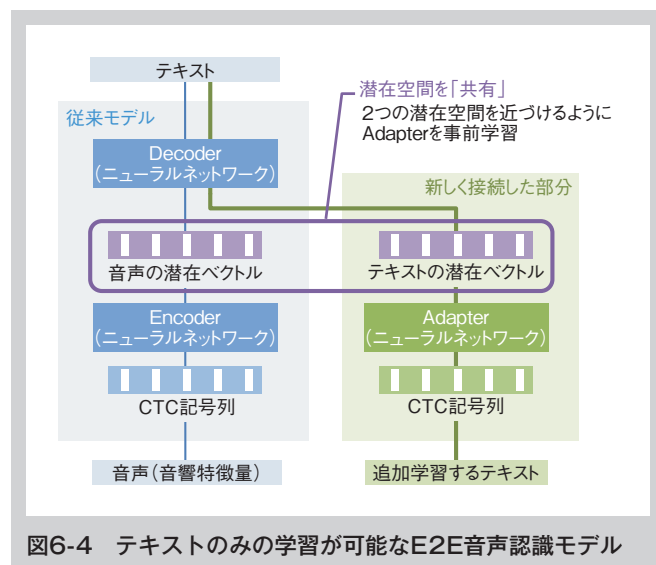 テキスト
潜在空間を「共有」
2つの潜在空間を近づけるように
Adapterを事前学習
従来モデル
Decoder
（ニューラルネットワーク）
新しく接続した部分
音声の潜在ベクトル
テキストの潜在ベクトル
Encoder
（ニューラルネットワーク）
Adapter
（ニューラルネットワーク）
CTC記号列
CTC記号列
音声（音響特徴量）
追加学習するテキスト
図6-4 テキストのみの学習が可能なE2E音声認識モデル